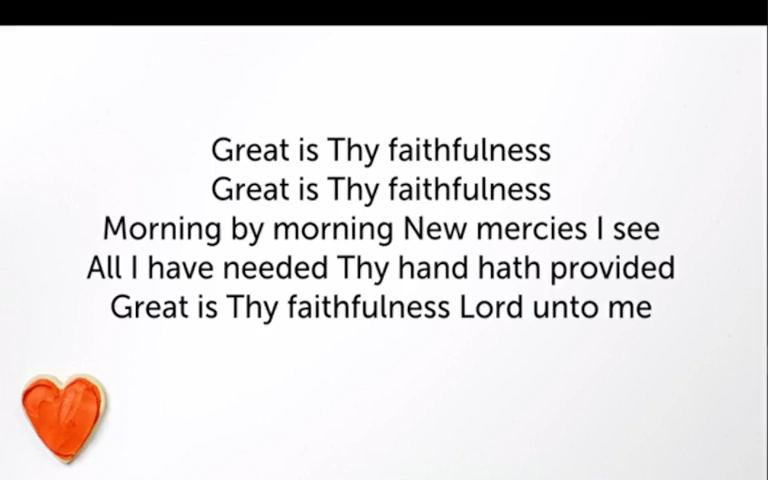 Great is Thy faithfulness
Great is Thy faithfulness
Morning by morning New mercies I see
All I have needed Thy hand hath provided
Great is Thy faithfulness Lord unto me